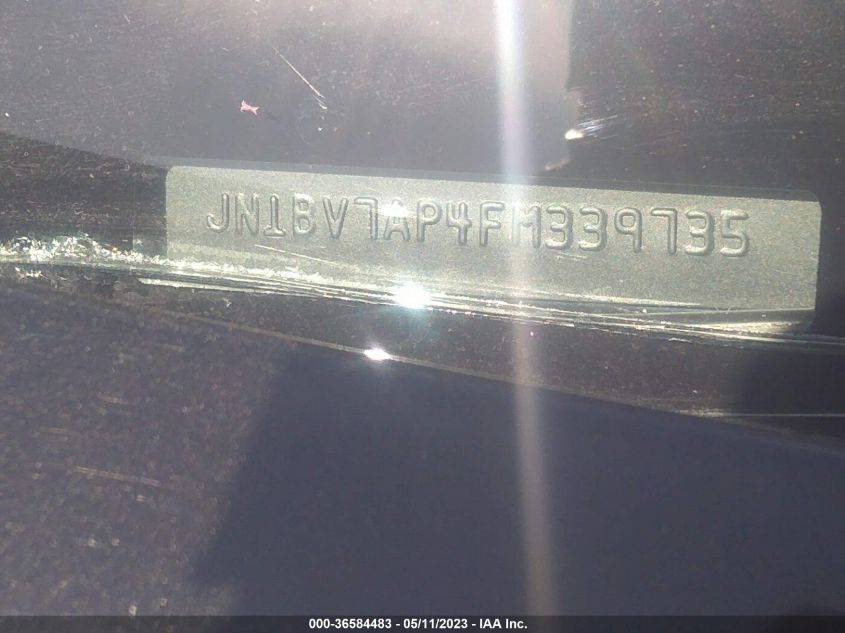 JN1BV7AP4FM339735
000-36584483 - 05/11/2023 - IAA Inc.